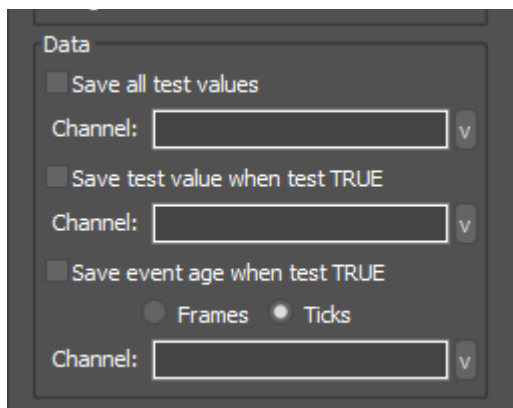 Data
Save all test values
Channel: v
Save test value when test TRUE
Channel: v
Save event age when test TRUE
Frames Ticks
Channel: v